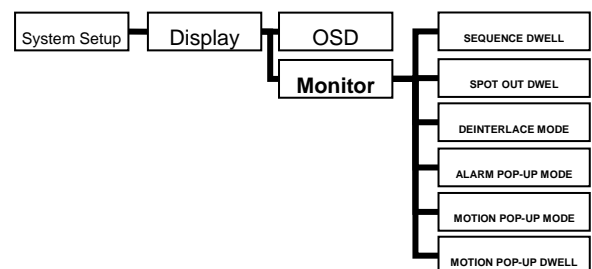 System Setup
Display
OSD
Monitor
SEQUENCE DWELL
SPOT OUT DWEL
DEINTERLACE MODE
ALARM POP-UP MODE
MOTION POP-UP MODE
MOTION POP-UP DWELL